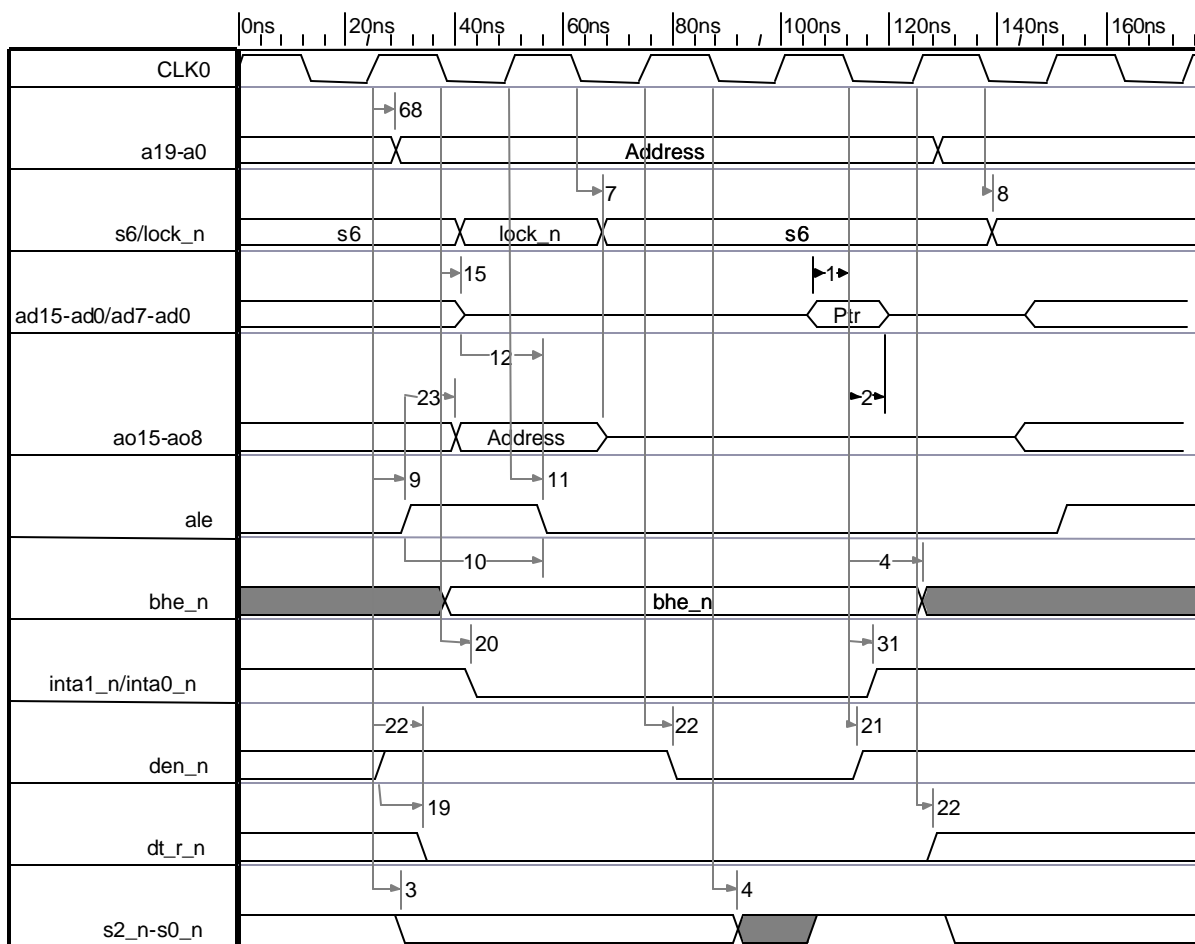 0ns 20ns 40ns 60ns 80ns 100ns 120ns 140ns 160ns
CLK0
68
a19-a0 Address
7 8
s6/lock_n s6 lock_n s6
15 1
ad15-ad0/ad7-ad0 Ptr
12
23 2
ao15-ao8 Address
9 11
ale
10 4
bhe_n bhe_n
20 31
inta1_n/inta0_n
22 22 21
den_n
19 22
dt_r_n
3 4
s2_n-s0_n